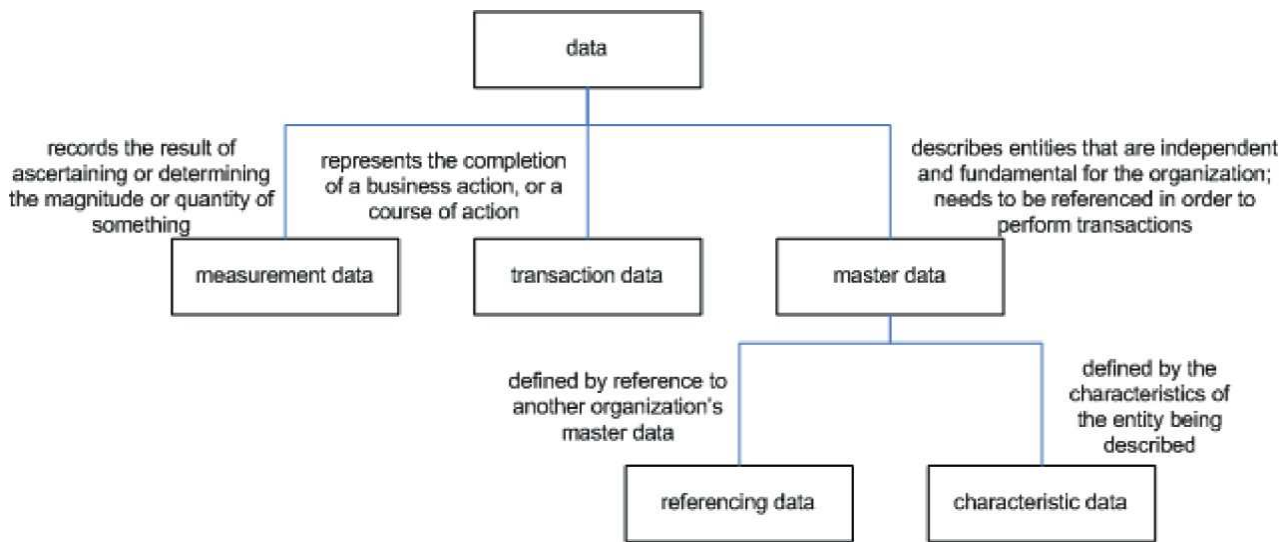 data
records the result of
ascertaining or determining
the magnitude or quantity of
something
represents the completion
of a business action, or a
course of action
describes entities that are independent
and fundamental for the organization;
needs to be referenced in order to
perform transactions
measurement data
transaction data
master data
defined by reference to
another organization's
master data
defined by the
characteristics of
the entity being
described
referencing data
characteristic data